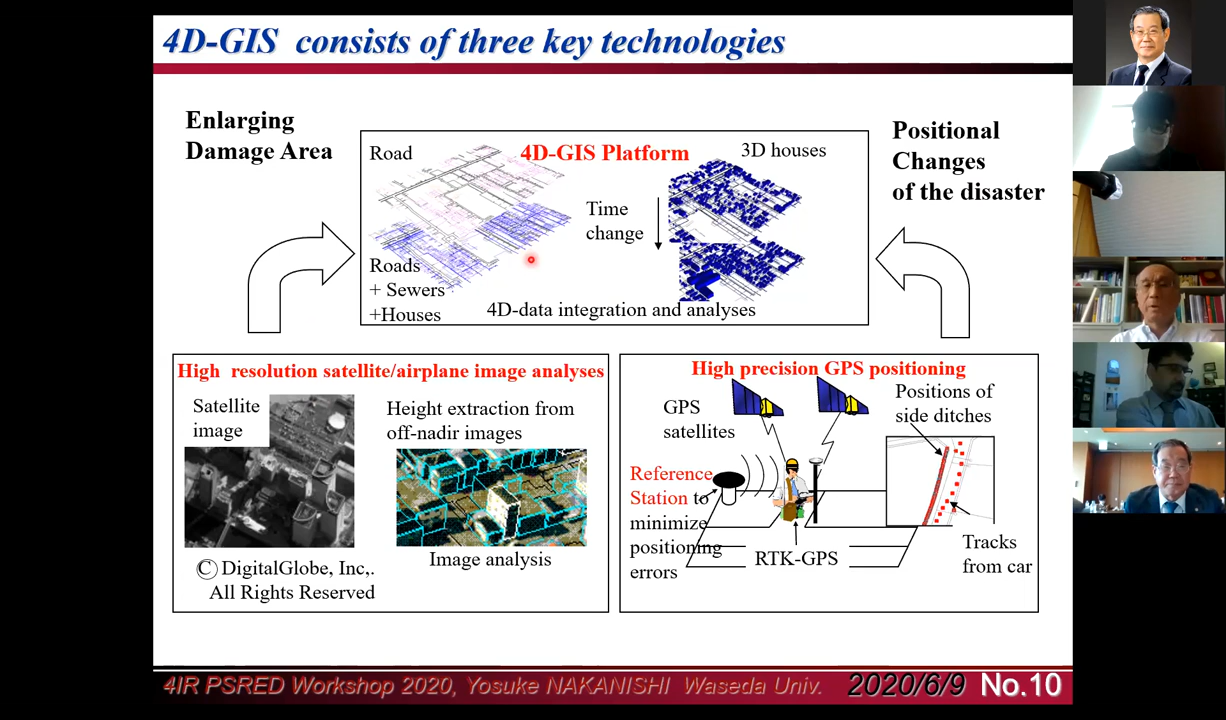 4D-GIS consists of three key technologies
Enlarging
Damage Area
Road
4D-GIS Platform
3D houses
Time
change
Roads
+ Sewers
+Houses
4D-data integration and analyses
Positional
Changes
of the disaster
High resolution satellite/airplane image analyses
Satellite
image
Height extraction from
off-nadir images
Image analysis
Ⓒ DigitalGlobe, Inc,.
All Rights Reserved
High precision GPS positioning
GPS
satellites
Positions of
side ditches
Reference
Station to
minimize
positioning
errors
RTK-GPS
Tracks
from car
4IR PSRED Workshop 2020, Yosuke NAKANISHI Waseda Univ.
2020/6/9
No.10